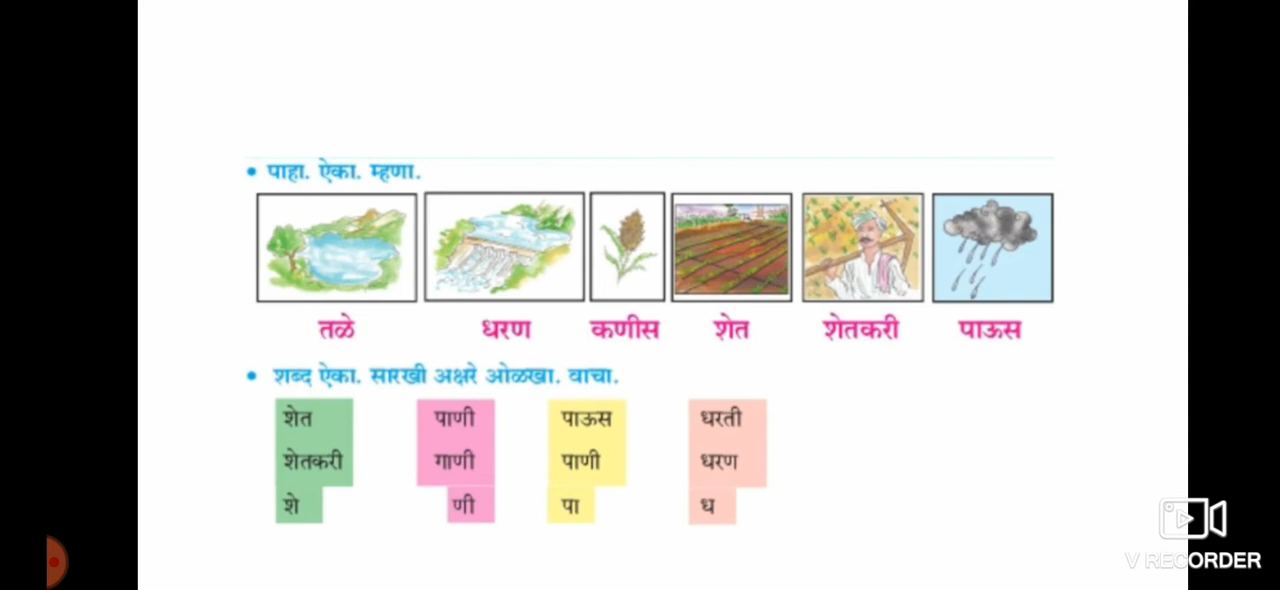 • पाहा. ऐका. म्हणा.
तळे धरण कणीस शेत शेतकरी पाऊस
• शब्द ऐका. सारखी अक्षरे ओळखा. वाचा.
शेत पाणी पाऊस धरती
शेतकरी गाणी पाणी धरण
शे णी पा ध
V RECORDER